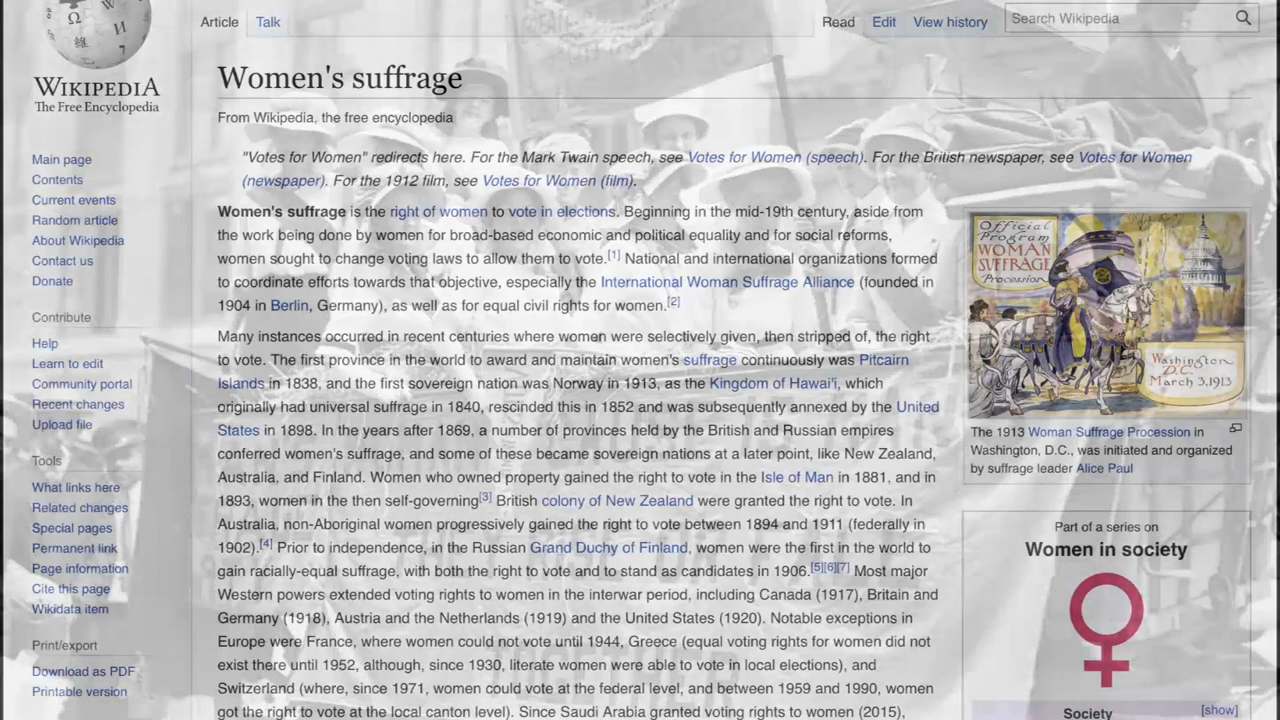 Article
Talk
Read
Edit
View history
Search Wikipedia
Ω
И
維
WIKIPEDIA
The Free Encyclopedia
Main page
Contents
Current events
Random article
About Wikipedia
Contact us
Donate
Contribute
Help
Learn to edit
Community portal
Recent changes
Upload file
Tools
What links here
Related changes
Special pages
Permanent link
Page information
Cite this page
Wikidata item
Print/export
Download as PDF
Printable version
Women's suffrage
From Wikipedia, the free encyclopedia
"Votes for Women" redirects here. For the Mark Twain speech, see Votes for Women (speech). For the British newspaper, see Votes for Women
(newspaper). For the 1912 film, see Votes for Women (film).
Women's suffrage is the right of women to vote in elections. Beginning in the mid-19th century, aside from
the work being done by women for broad-based economic and political equality and for social reforms,
women sought to change voting laws to allow them to vote.[1] National and international organizations formed
to coordinate efforts towards that objective, especially the International Woman Suffrage Alliance (founded in
1904 in Berlin, Germany), as well as for equal civil rights for women.[2]
Many instances occurred in recent centuries where women were selectively given, then stripped of, the right
to vote. The first province in the world to award and maintain women's suffrage continuously was Pitcairn
Islands in 1838, and the first sovereign nation was Norway in 1913, as the Kingdom of Hawai'i, which
originally had universal suffrage in 1840, rescinded this in 1852 and was subsequently annexed by the United
States in 1898. In the years after 1869, a number of provinces held by the British and Russian empires
conferred women's suffrage, and some of these became sovereign nations at a later point, like New Zealand,
Australia, and Finland. Women who owned property gained the right to vote in the Isle of Man in 1881, and in
1893, women in the then self-governing[3] British colony of New Zealand were granted the right to vote. In
Australia, non-Aboriginal women progressively gained the right to vote between 1894 and 1911 (federally in
1902).[4] Prior to independence, in the Russian Grand Duchy of Finland, women were the first in the world to
gain racially-equal suffrage, with both the right to vote and to stand as candidates in 1906.[5][6][7] Most major
Western powers extended voting rights to women in the interwar period, including Canada (1917), Britain and
Germany (1918), Austria and the Netherlands (1919) and the United States (1920). Notable exceptions in
Europe were France, where women could not vote until 1944, Greece (equal voting rights for women did not
exist there until 1952, although, since 1930, literate women were able to vote in local elections), and
Switzerland (where, since 1971, women could vote at the federal level, and between 1959 and 1990, women
got the right to vote at the local canton level). Since Saudi Arabia granted voting rights to women (2015),
Official
Program
WOMAN
SUFFRAGE
Procession
Washington
D.C.
March 3, 1913
The 1913 Woman Suffrage Procession in
Washington, D.C., was initiated and organized
by suffrage leader Alice Paul
Part of a series on
Women in society
Society
[show]